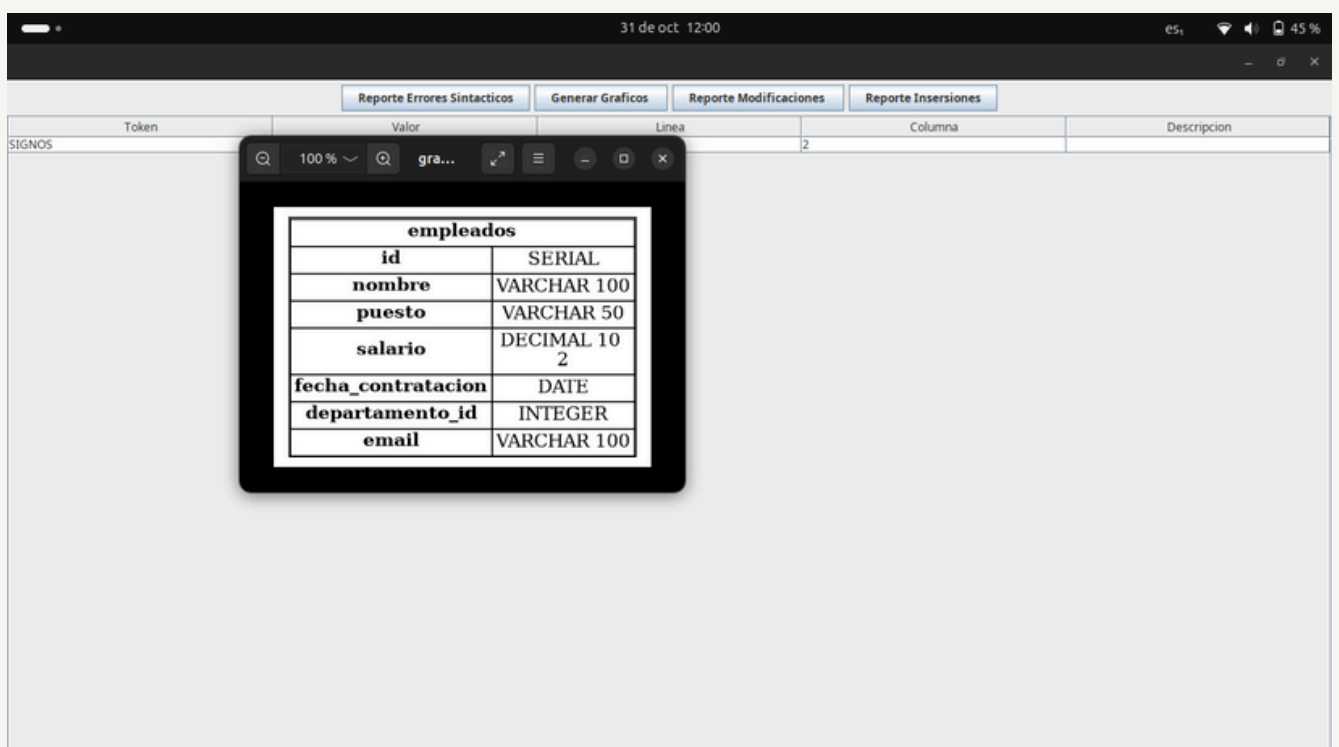 31 de oct 12:00
es₁
45 %
Reporte Errores Sintacticos
Generar Graficos
Reporte Modificaciones
Reporte Insersiones
Token
Valor
Linea
Columna
Descripcion
SIGNOS
2
100 %
gra...
empleados
id SERIAL
nombre VARCHAR 100
puesto VARCHAR 50
salario DECIMAL 10
2
fecha_contratacion DATE
departamento_id INTEGER
email VARCHAR 100